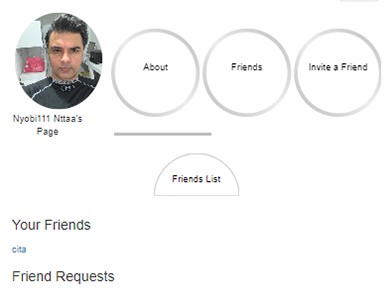 About
Friends
Invite a Friend
Nyobi111 Nttaa's
Page
Friends List
Your Friends
cita
Friend Requests